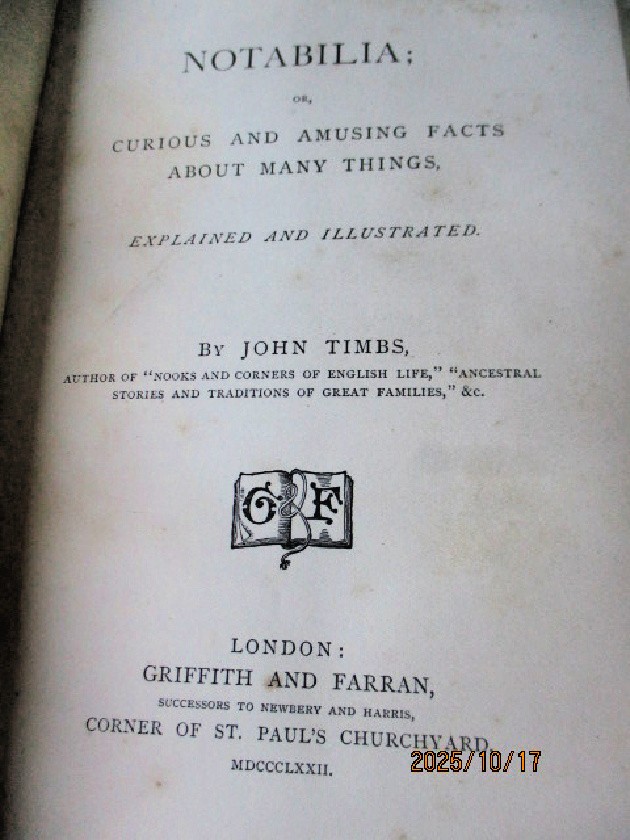 NOTABILIA;
OR,
CURIOUS AND AMUSING FACTS
ABOUT MANY THINGS,
EXPLAINED AND ILLUSTRATED.
BY JOHN TIMBS,
AUTHOR OF "NOOKS AND CORNERS OF ENGLISH LIFE," "ANCESTRAL
STORIES AND TRADITIONS OF GREAT FAMILIES," &c.
G & F
LONDON:
GRIFFITH AND FARRAN,
SUCCESSORS TO NEWBERY AND HARRIS,
CORNER OF ST. PAUL'S CHURCHYARD
MDCCCLXXII.
2025/10/17